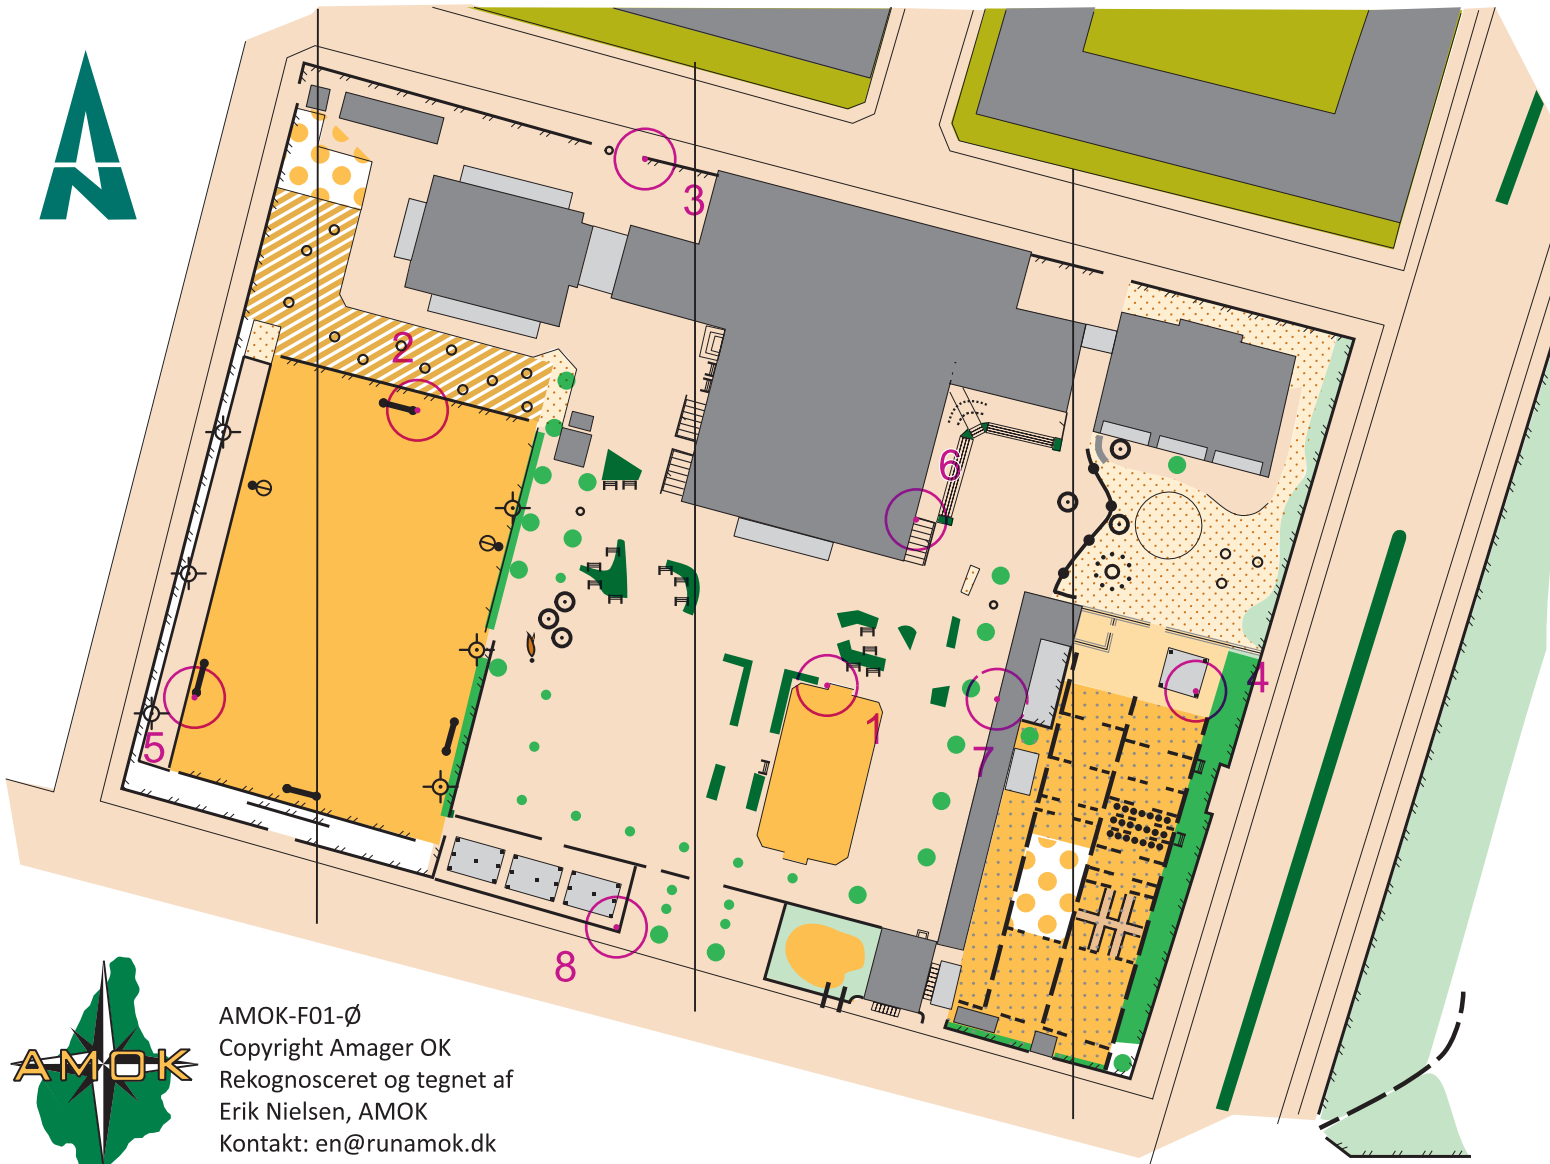 3
2
6
4
1
5
7
8
AMOK
AMOK-F01-Ø
Copyright Amager OK
Rekognosceret og tegnet af
Erik Nielsen, AMOK
Kontakt: en@runamok.dk